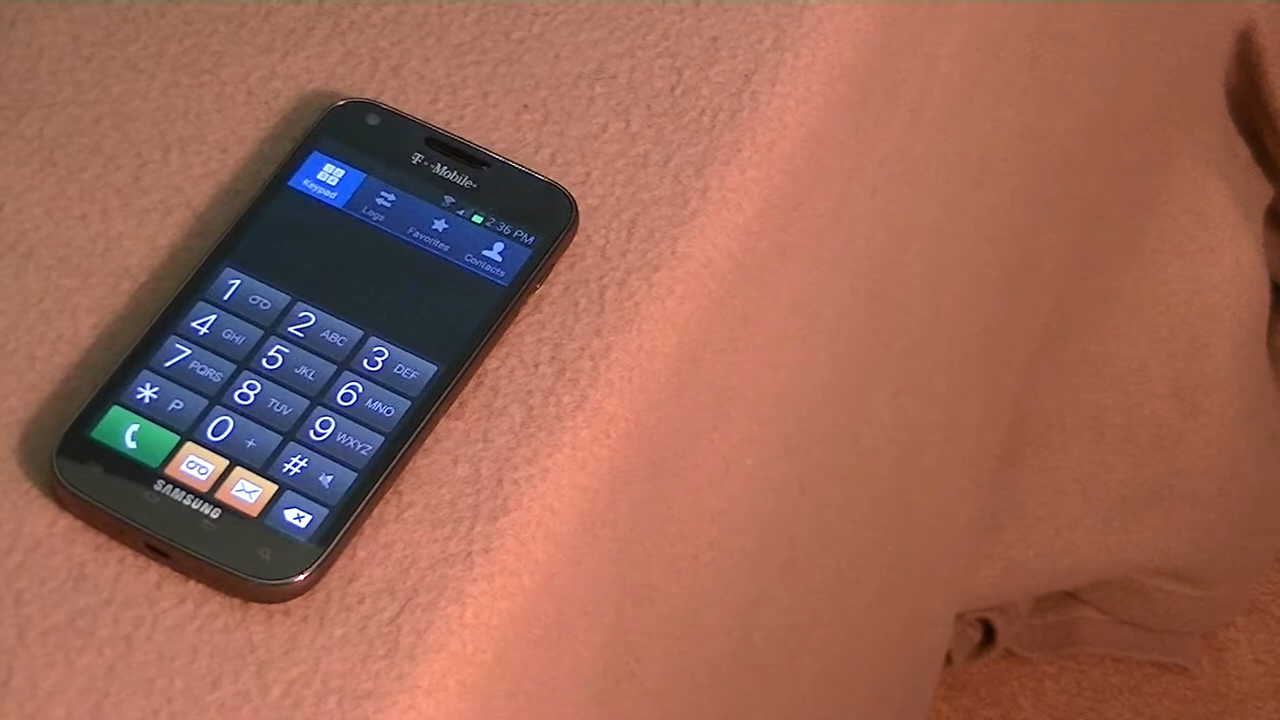 T··Mobile·
2:36 PM
Keypad
Logs
Favorites
Contacts
1
2 ABC
3 DEF
4 GHI
5 JKL
6 MNO
7 PQRS
8 TUV
9 WXYZ
* P
0 +
#
SAMSUNG